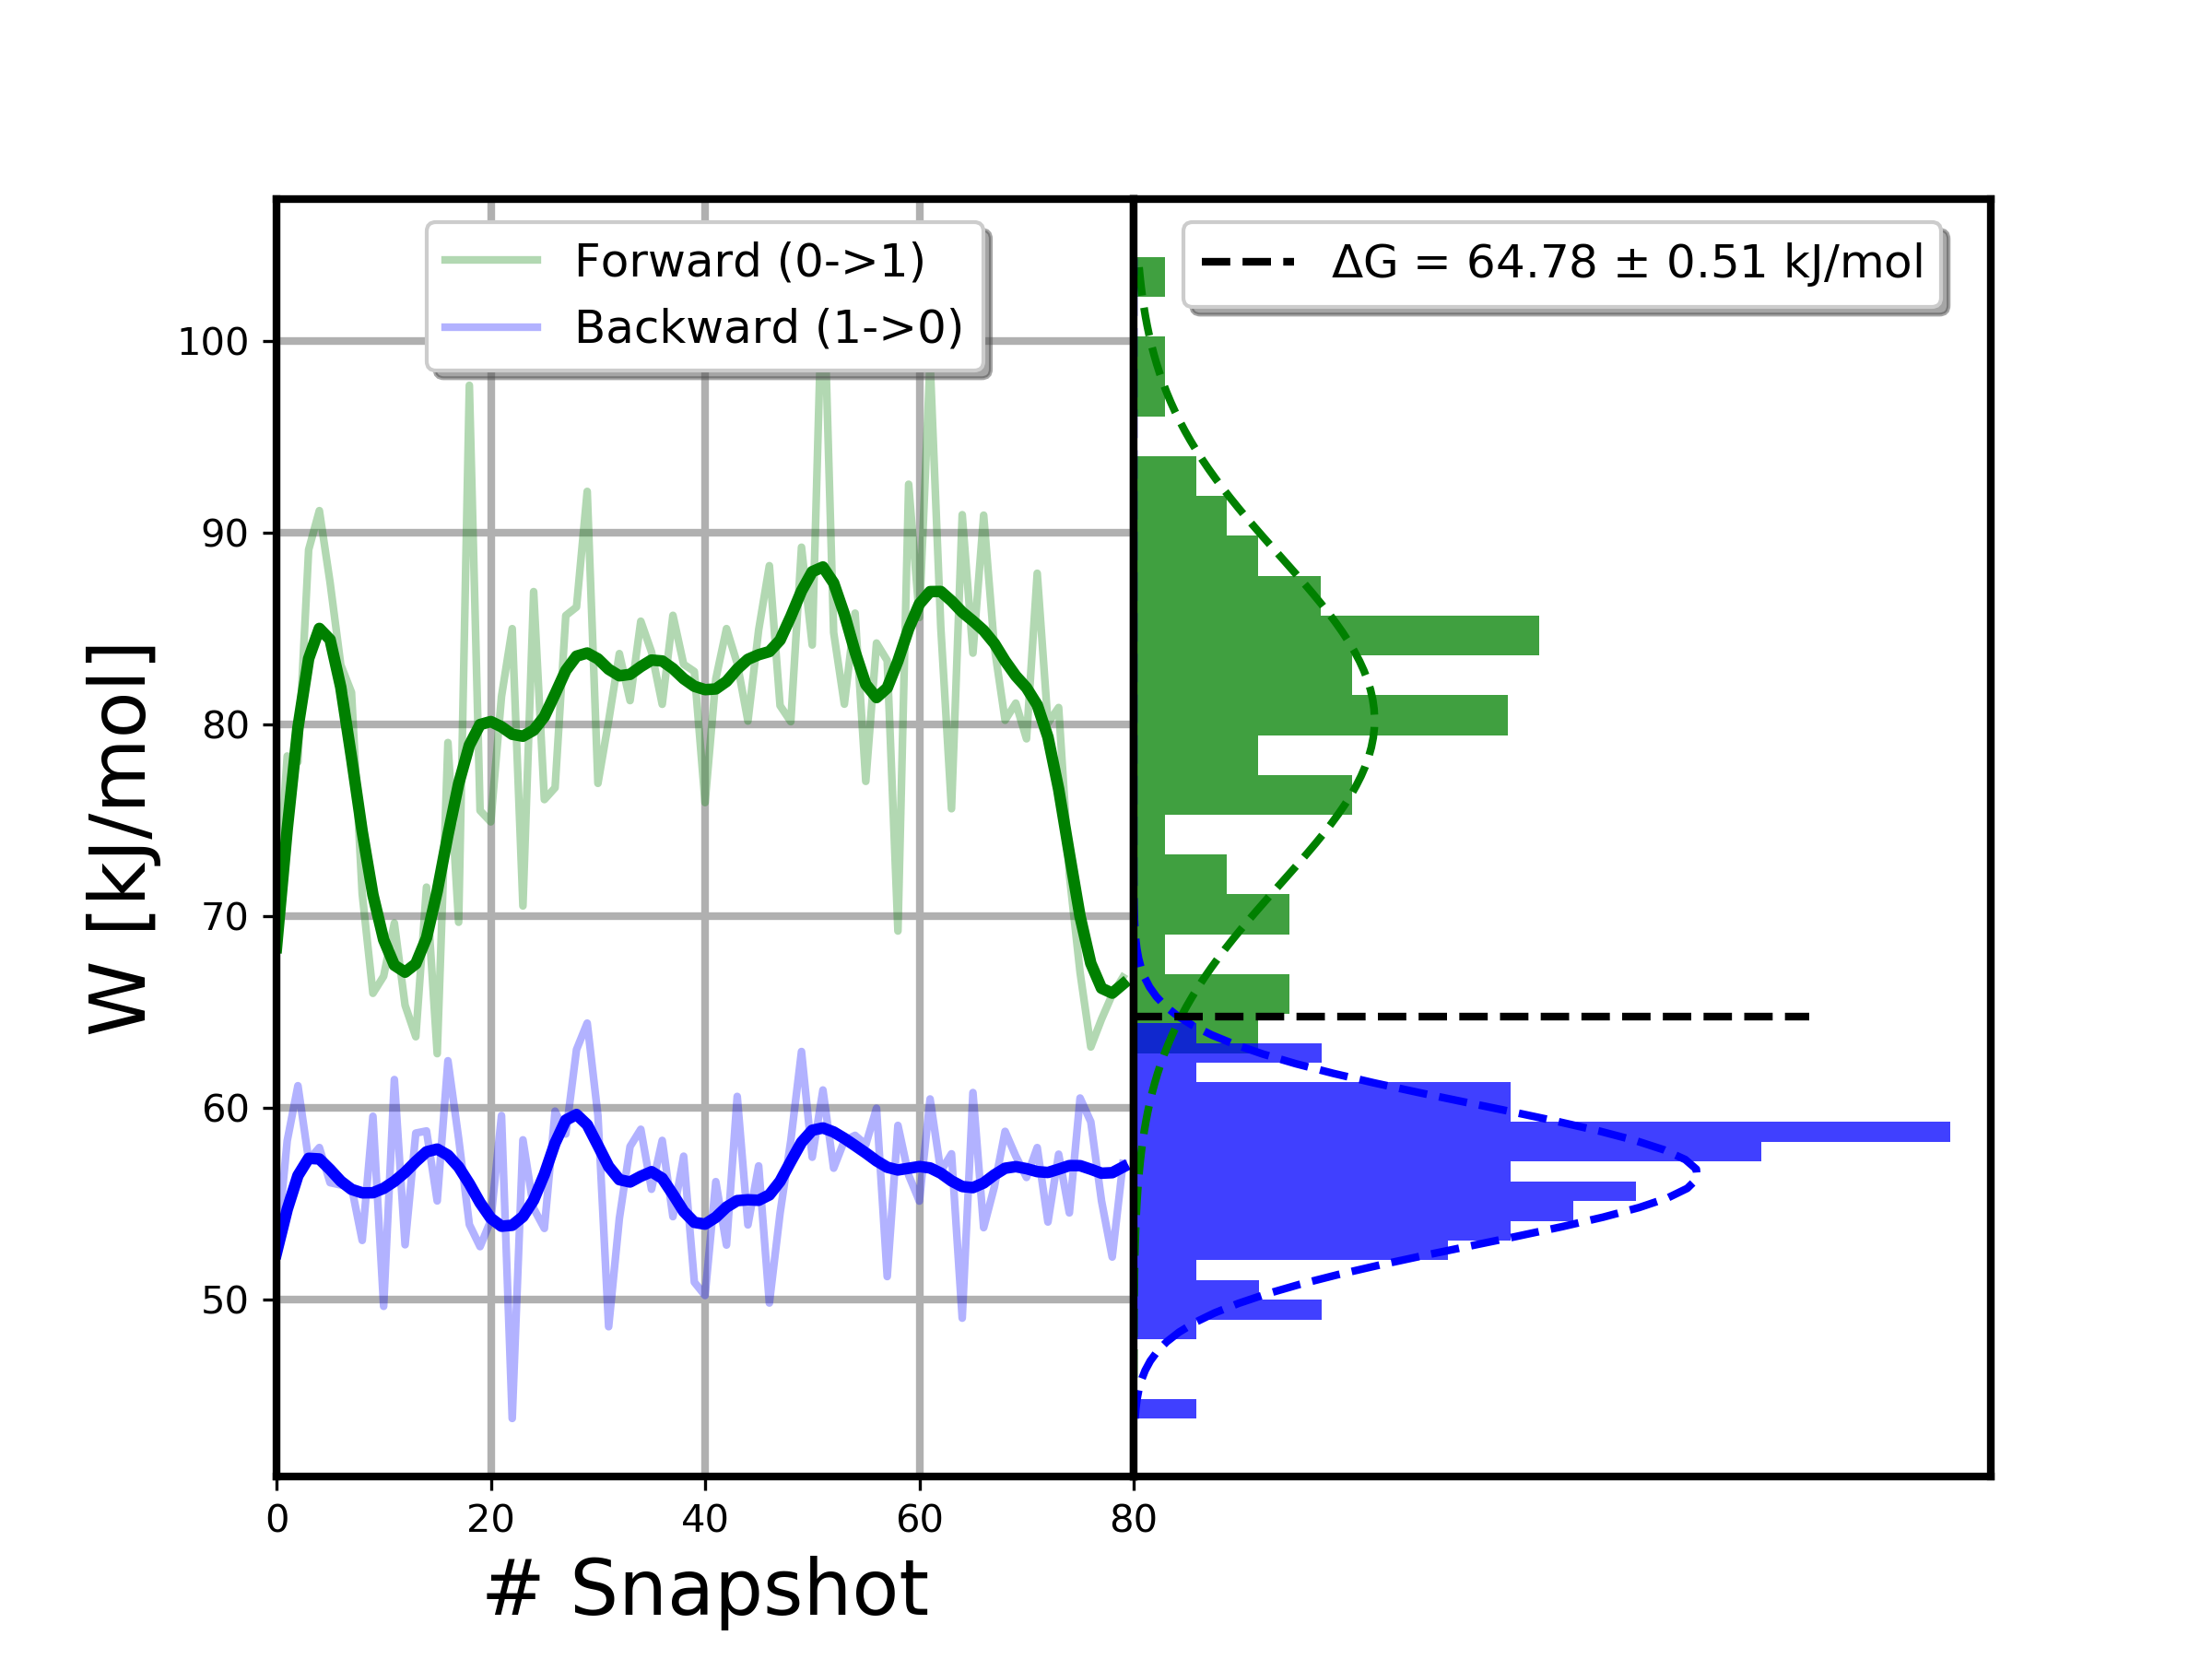 Forward (0->1)
Backward (1->0)
ΔG = 64.78 ± 0.51 kJ/mol
W [kJ/mol]
100
90
80
70
60
50
0
20
40
60
80
# Snapshot